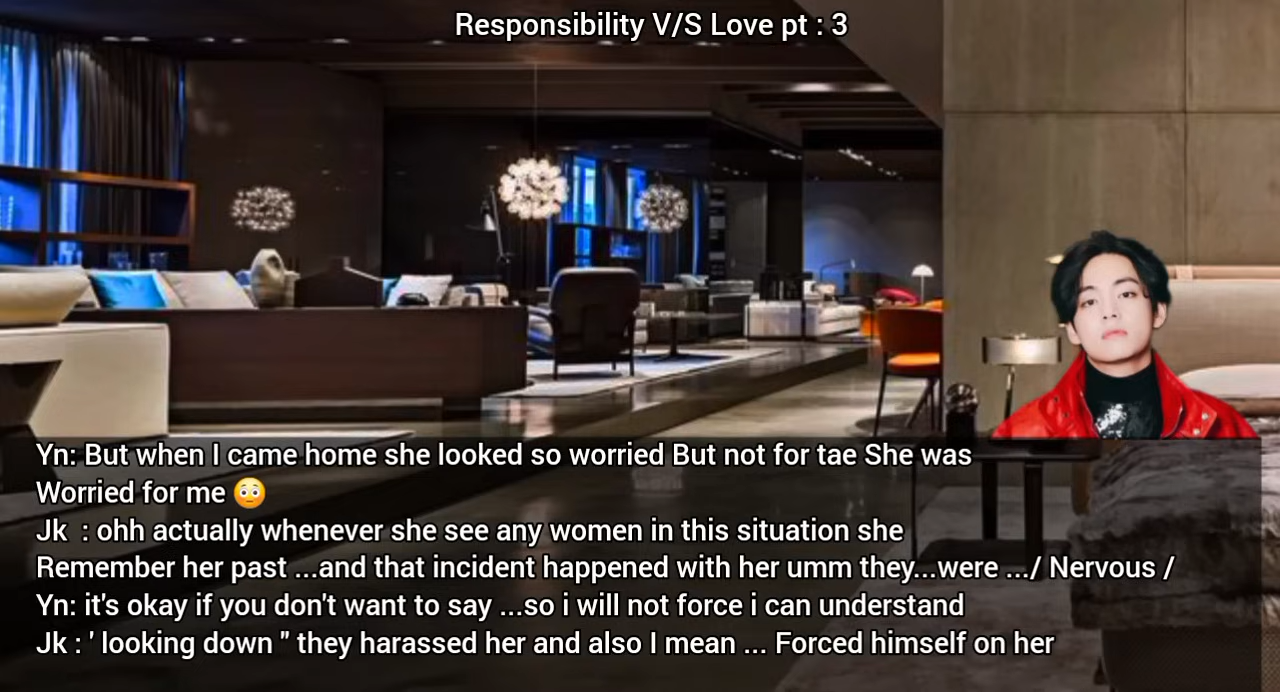 Responsibility V/S Love pt : 3
Yn: But when I came home she looked so worried But not for tae She was
Worried for me 😳
Jk  : ohh actually whenever she see any women in this situation she
Remember her past ...and that incident happened with her umm they...were .../ Nervous /
Yn: it's okay if you don't want to say ...so i will not force i can understand
Jk : ' looking down " they harassed her and also I mean ... Forced himself on her